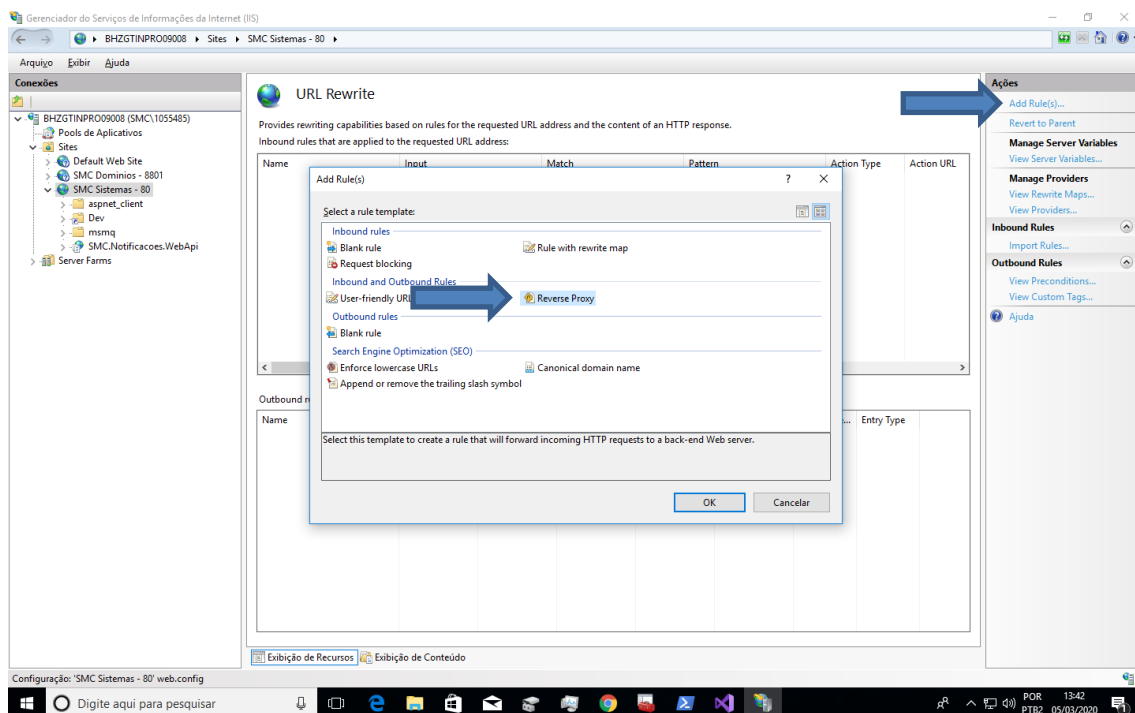 Gerenciador do Serviços de Informações da Internet (IIS)
BHZGTINPRO09008 Sites SMC Sistemas - 80
Arquivo Exibir Ajuda
Conexões
BHZGTINPRO09008 (SMC\1055485)
Pools de Aplicativos
Sites
Default Web Site
SMC Dominios - 8801
SMC Sistemas - 80
aspnet_client
Dev
msmq
SMC.Notificacoes.WebApi
Server Farms
URL Rewrite
Provides rewriting capabilities based on rules for the requested URL address and the content of an HTTP response.
Inbound rules that are applied to the requested URL address:
Name Input Match Pattern Action Type Action URL
Add Rule(s) ?
Select a rule template:
Inbound rules
Blank rule Rule with rewrite map
Request blocking
Inbound and Outbound Rules
User-friendly URL Reverse Proxy
Outbound rules
Blank rule
Search Engine Optimization (SEO)
Enforce lowercase URLs Canonical domain name
Append or remove the trailing slash symbol
Select this template to create a rule that will forward incoming HTTP requests to a back-end Web server.
OK Cancelar
Outbound
Name Entry Type
Exibição de Recursos Exibição de Conteúdo
Ações
Add Rule(s)...
Revert to Parent
Manage Server Variables
View Server Variables...
Manage Providers
View Rewrite Maps...
View Providers...
Inbound Rules
Import Rules...
Outbound Rules
View Preconditions...
View Custom Tags...
Ajuda
Configuração: 'SMC Sistemas - 80' web.config
Digite aqui para pesquisar
POR 13:42
PTB2 05/03/2020